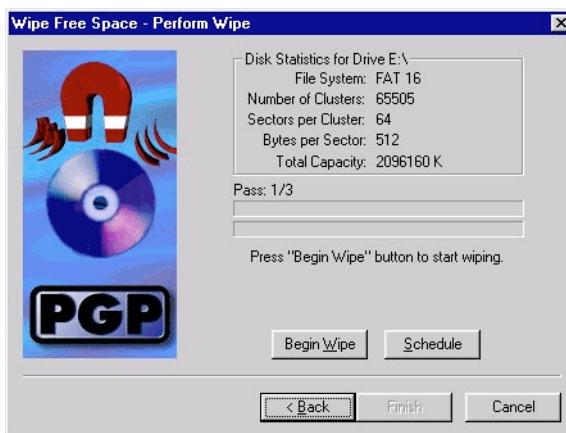 Wipe Free Space - Perform Wipe
Disk Statistics for Drive E:\
File System: FAT 16
Number of Clusters: 65505
Sectors per Cluster: 64
Bytes per Sector: 512
Total Capacity: 2096160 K
Pass: 1/3
Press "Begin Wipe" button to start wiping.
PGP
Begin Wipe
Schedule
< Back
Finish
Cancel